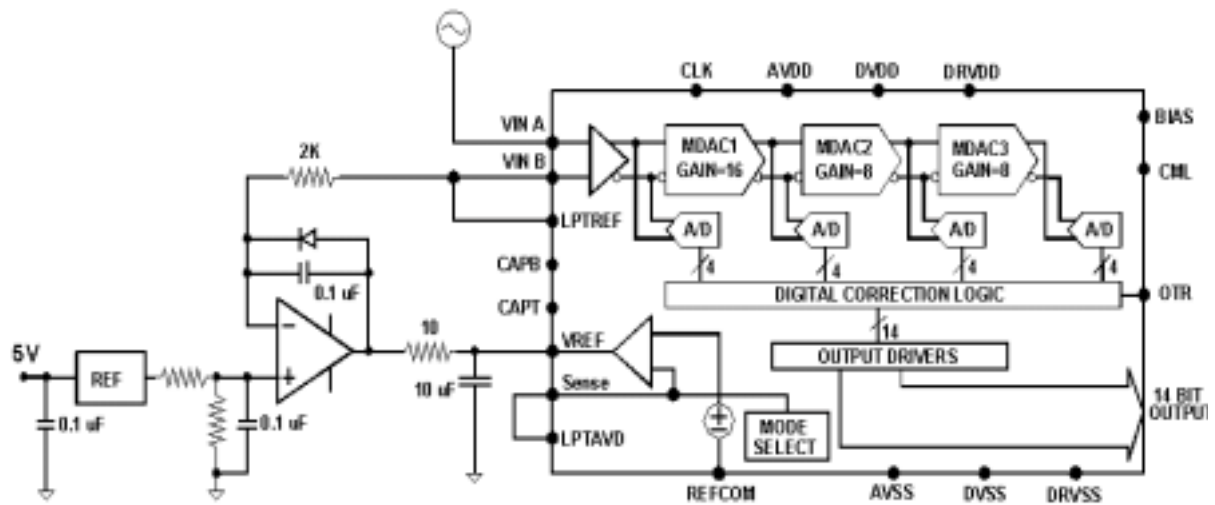 CLK AVDD DVDD DRVDD
BIAS
VIN A
MDAC1
GAIN=16
MDAC2
GAIN=8
MDAC3
GAIN=8
2K
VIN B
CML
LPTREF
A/D A/D A/D A/D
4 4 4 4
CAPB
0.1 uF
DIGITAL CORRECTION LOGIC
OTR
CAPT
14
10
VREF
OUTPUT DRIVERS
5V
REF
10 uF
Sense
14 BIT
OUTPUT
0.1 uF
0.1 uF
MODE
SELECT
LPTAVD
REFCOM AVSS DVSS DRVSS